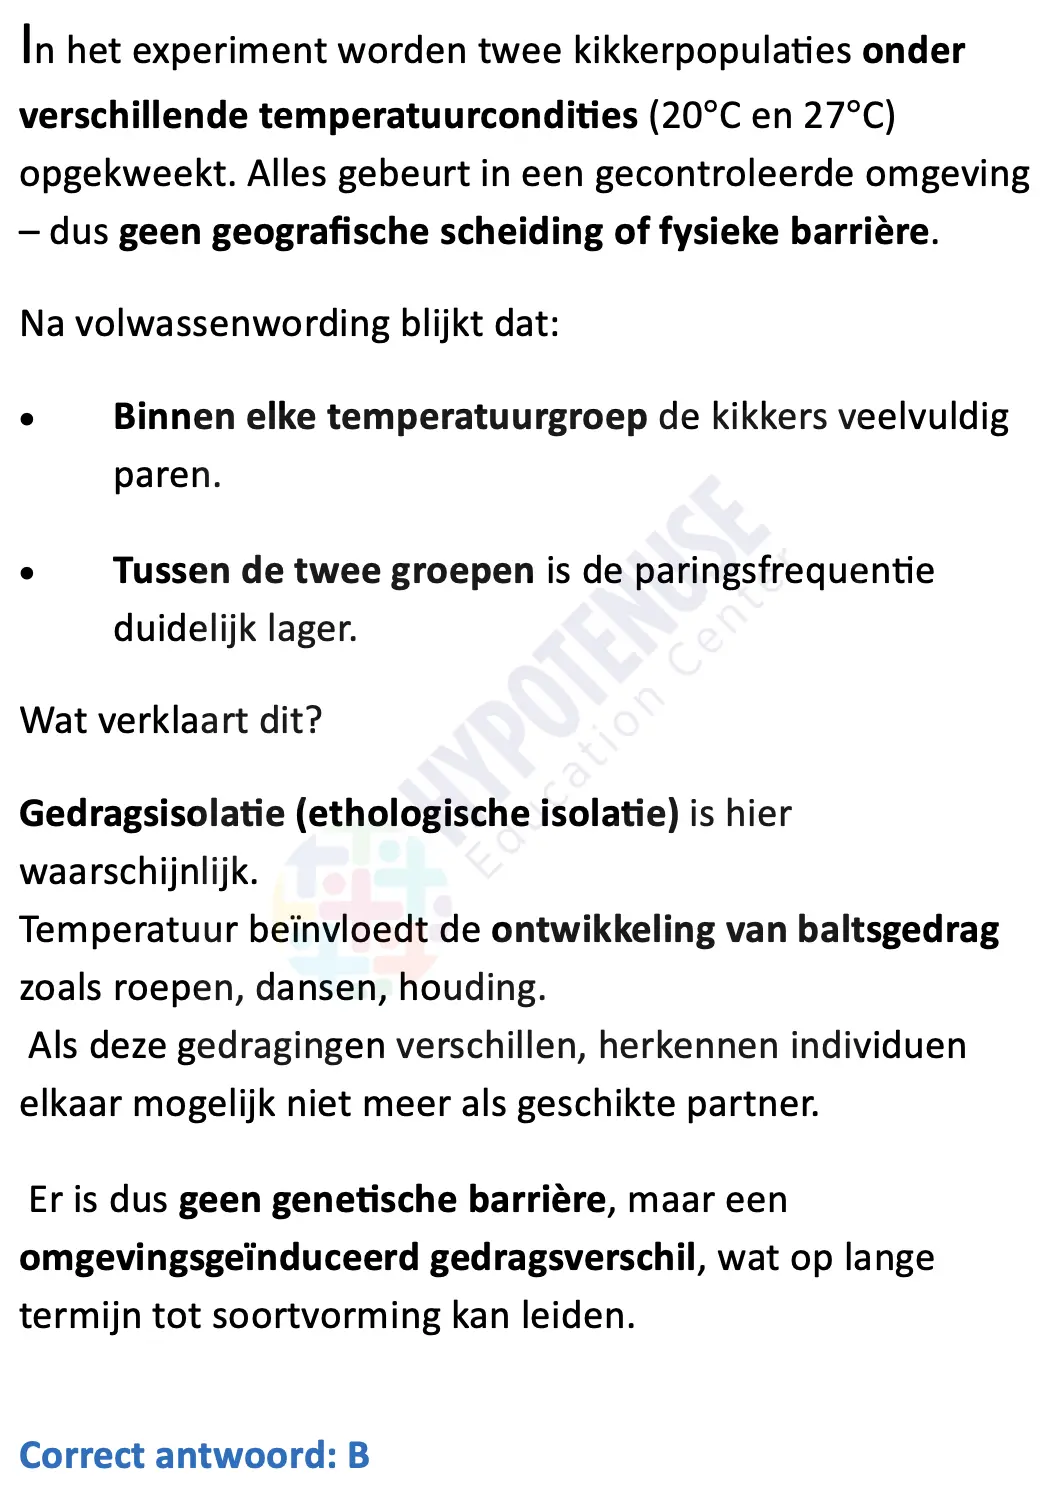 In het experiment worden twee kikkerpopulaties onder
verschillende temperatuurcondities (20°C en 27°C)
opgekweekt. Alles gebeurt in een gecontroleerde omgeving
– dus geen geografische scheiding of fysieke barrière.
Na volwassenwording blijkt dat:
• Binnen elke temperatuurgroep de kikkers veelvuldig
paren.
• Tussen de twee groepen is de paringsfrequentie
duidelijk lager.
Wat verklaart dit?
Gedragsisolatie (ethologische isolatie) is hier
waarschijnlijk.
Temperatuur beïnvloedt de ontwikkeling van baltsgedrag
zoals roepen, dansen, houding.
Als deze gedragingen verschillen, herkennen individuen
elkaar mogelijk niet meer als geschikte partner.
Er is dus geen genetische barrière, maar een
omgevingsgeïnduceerd gedragsverschil, wat op lange
termijn tot soortvorming kan leiden.
Correct antwoord: B
HYPOTENUSE
Education Center